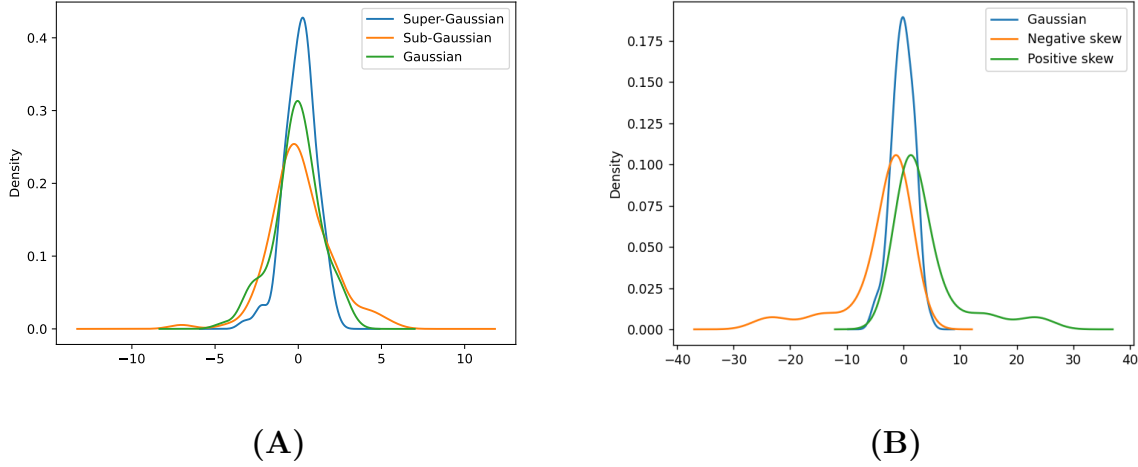 Super-Gaussian
Sub-Gaussian
Gaussian
Density
0.4
0.3
0.2
0.1
0.0
−10
−5
0
5
10
(A)
Gaussian
Negative skew
Positive skew
Density
0.175
0.150
0.125
0.100
0.075
0.050
0.025
0.000
−40
−30
−20
−10
0
10
20
30
40
(B)